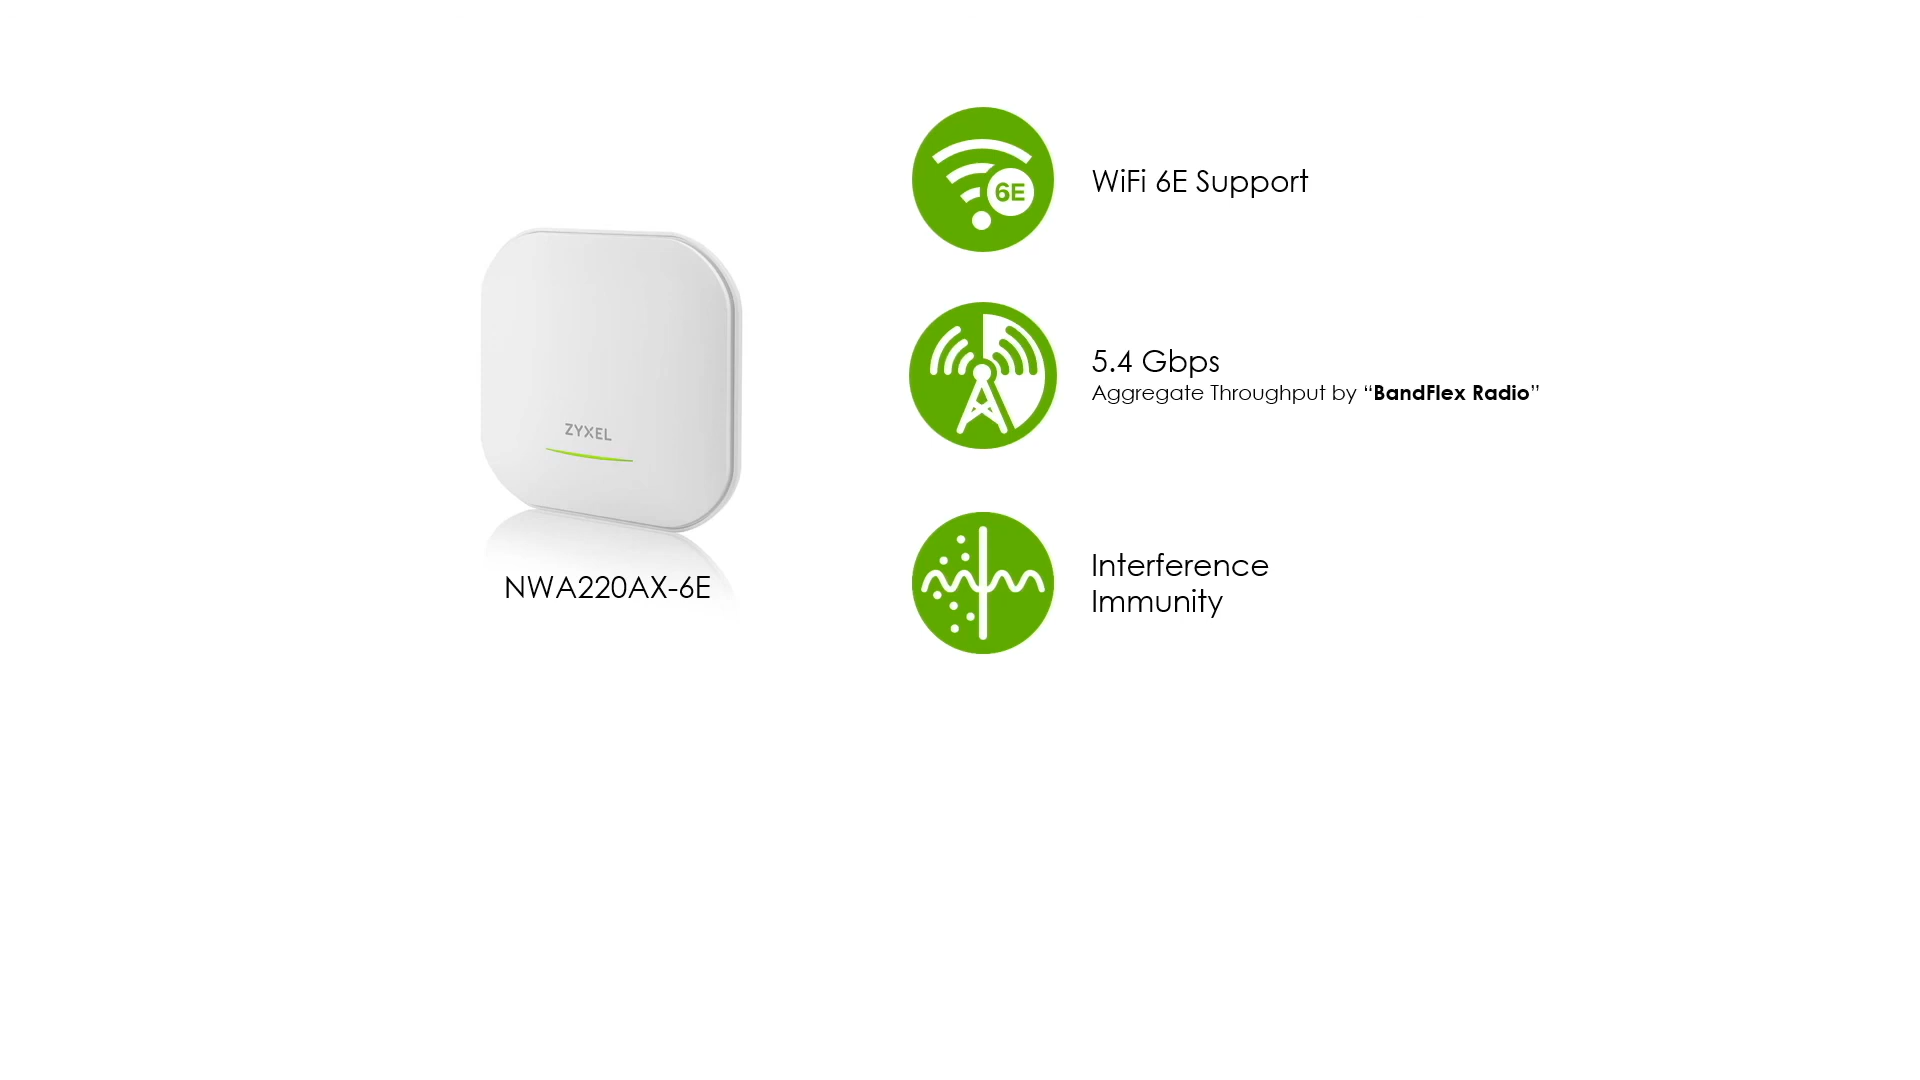 ZYXEL
NWA220AX-6E
6E
WiFi 6E Support
5.4 Gbps
Aggregate Throughput by “BandFlex Radio”
Interference
Immunity